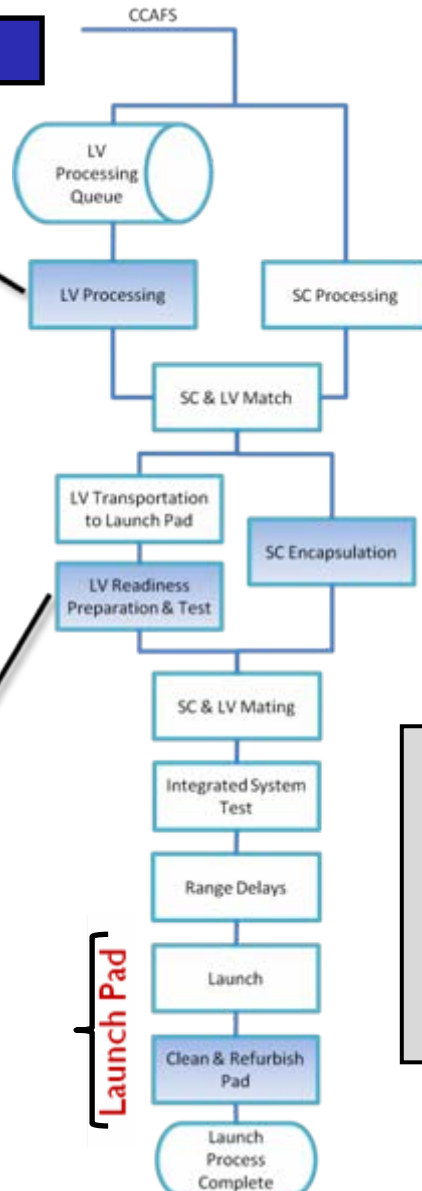 CCAFS
LV
Processing
Queue
LV Processing
SC Processing
SC & LV Match
LV Transportation
to Launch Pad
SC Encapsulation
LV Readiness
Preparation & Test
SC & LV Mating
Integrated System
Test
Range Delays
Launch Pad
Launch
Clean & Refurbish
Pad
Launch
Process
Complete